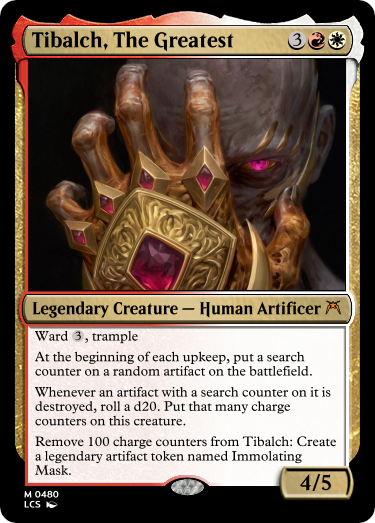 Tibalch, The Greatest 3
Legendary Creature — Human Artificer
Ward 3, trample
At the beginning of each upkeep, put a search
counter on a random artifact on the battlefield.
Whenever an artifact with a search counter on it is
destroyed, roll a d20. Put that many charge
counters on this creature.
Remove 100 charge counters from Tibalch: Create
a legendary artifact token named Immolating
Mask.
4/5
M 0480
LCS